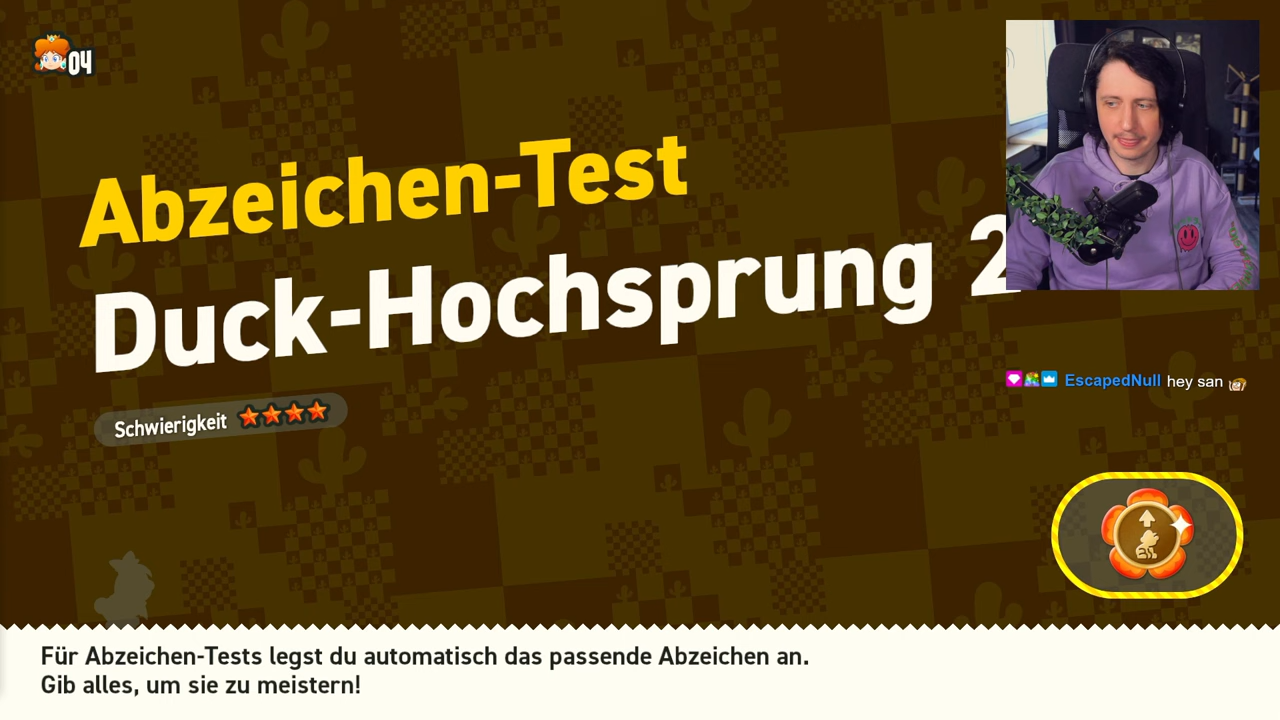 04
Abzeichen-Test
Duck-Hochsprung 2
Schwierigkeit
EscapedNull hey san
Für Abzeichen-Tests legst du automatisch das passende Abzeichen an.
Gib alles, um sie zu meistern!